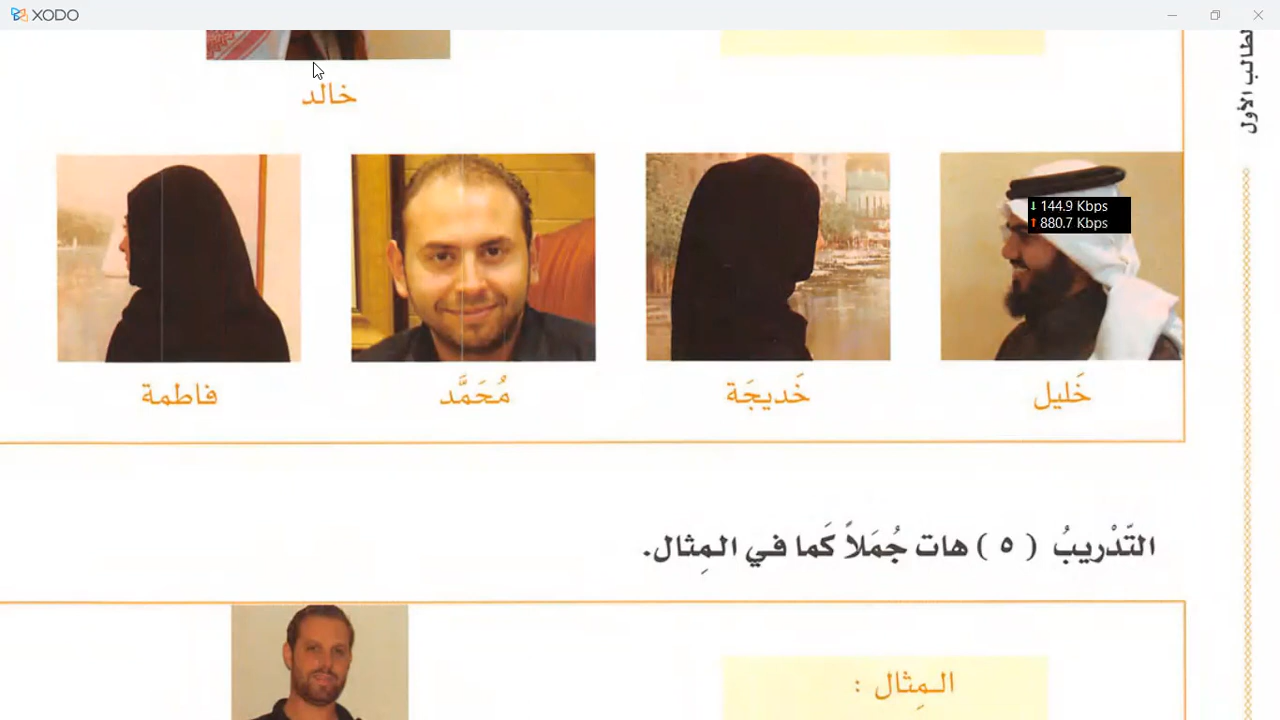 XODO
خالد
↓ 144.9 Kbps
↑ 880.7 Kbps
خَليل
خَديجَة
مُحَمَّد
فاطمة
التّدْريبُ ( ٥ ) هات جُمَلاً كَما في المِثال.
المِثال :
الطالب الأول